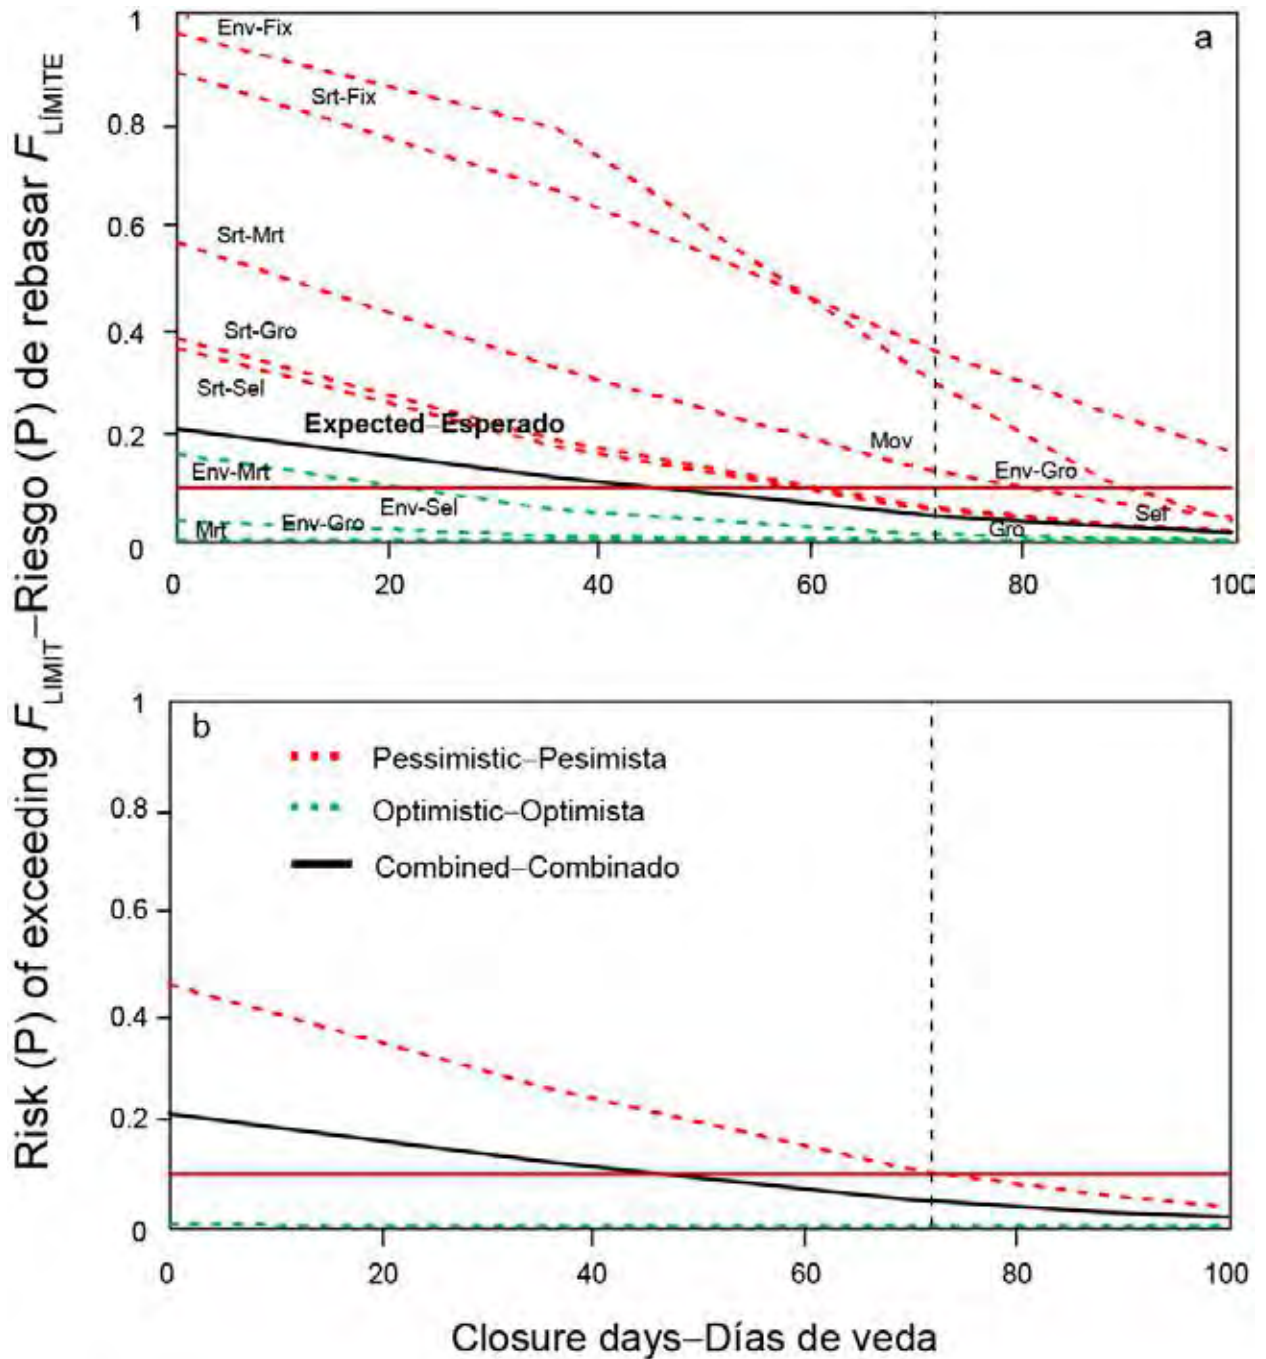 Risk (P) of exceeding FLIMIT–Riesgo (P) de rebasar FLÍMITE
a
1
0.8
0.6
0.4
0.2
0
Env-Fix
Srt-Fix
Srt-Mrt
Srt-Gro
Srt-Sel
Expected–Esperado
Mov
Env-Gro
Env-Mrt
Env-Sel
Sel
Env-Gro
Mrt
Gro
0 20 40 60 80 100
b
1
0.8
0.6
0.4
0.2
0
Pessimistic–Pesimista
Optimistic–Optimista
Combined–Combinado
0 20 40 60 80 100
Closure days–Días de veda